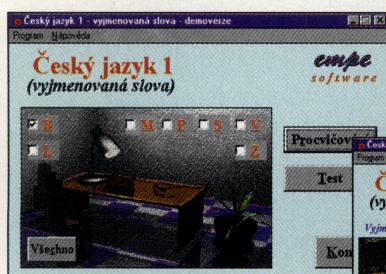 Český jazyk 1 - vyjmenovaná slova - demoverze
Program Nápověda
Český jazyk 1
(vyjmenovaná slova)
empe
software
B M P S V
L Z
Procvičov
Test
Všechno
Kon
Česk
Program
Č
(vy
Vyjm